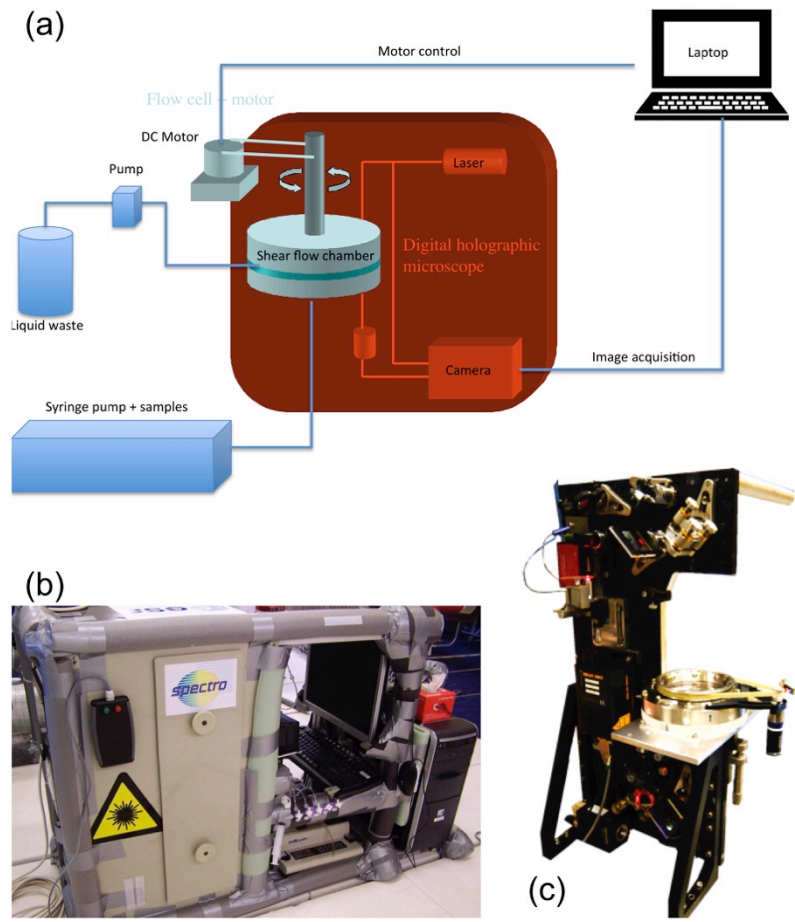 (a)
Motor control
Laptop
Flow cell + motor
DC Motor
Laser
Pump
Shear flow chamber
Digital holographic
microscope
Liquid waste
Camera
Image acquisition
Syringe pump + samples
(b)
spectro
(c)